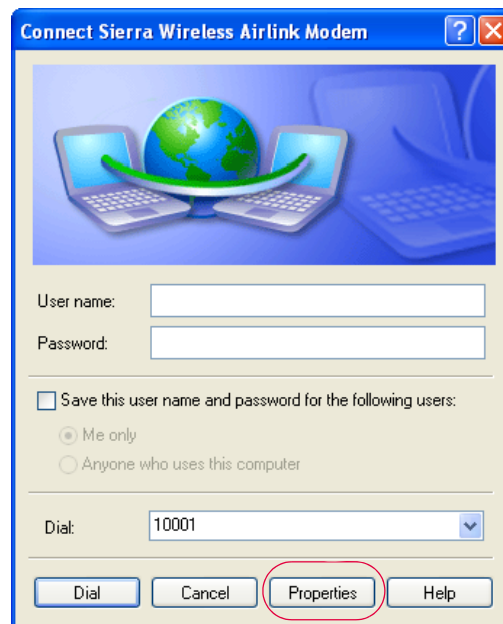 Connect Sierra Wireless Airlink Modem
User name:
Password:
Save this user name and password for the following users:
Me only
Anyone who uses this computer
Dial: 10001
Dial Cancel Properties Help